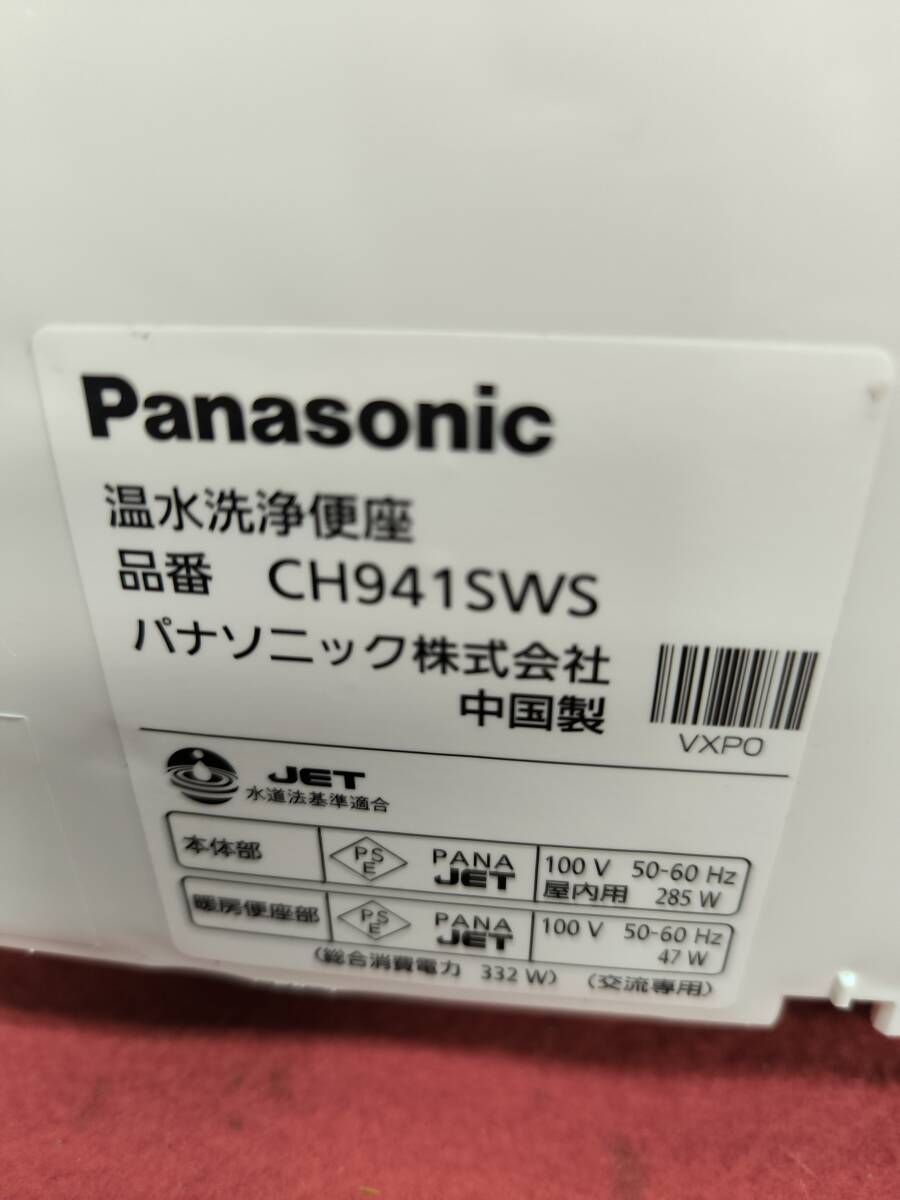 Panasonic
温水洗浄便座
品番 CH941SWS
パナソニック株式会社
中国製
VXP0
JET
水道法基準適合
本体部 PSE PANA JET 100 V 50-60 Hz
屋内用 285 W
暖房便座部 PSE PANA JET 100 V 50-60 Hz
47 W
(総合消費電力 332 W) (交流専用)